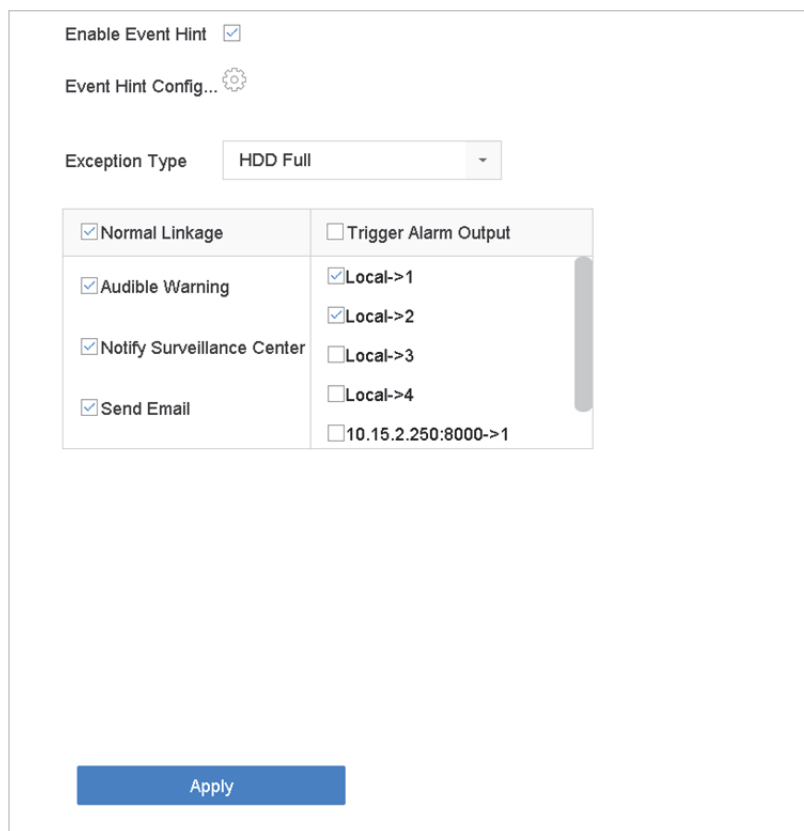 Enable Event Hint
Event Hint Config...
Exception Type HDD Full
Normal Linkage Trigger Alarm Output
Audible Warning
Notify Surveillance Center
Send Email
Local->1
Local->2
Local->3
Local->4
10.15.2.250:8000->1
Apply